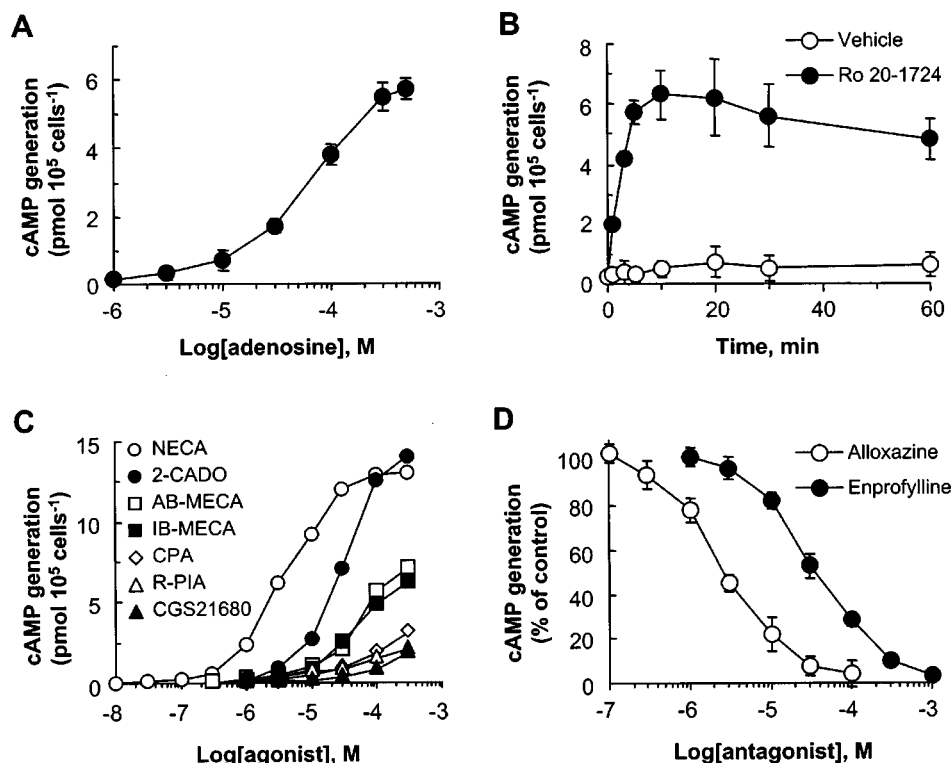 A
cAMP generation
(pmol 10⁵ cells⁻¹)
6
4
2
0
-6
-5
-4
-3
Log[adenosine], M
B
Vehicle
Ro 20-1724
cAMP generation
(pmol 10⁵ cells⁻¹)
8
6
4
2
0
0
20
40
60
Time, min
C
NECA
2-CADO
AB-MECA
IB-MECA
CPA
R-PIA
CGS21680
cAMP generation
(pmol 10⁵ cells⁻¹)
15
10
5
0
-8
-7
-6
-5
-4
-3
Log[agonist], M
D
Alloxazine
Enprofylline
cAMP generation
(% of control)
100
80
60
40
20
0
-7
-6
-5
-4
-3
Log[antagonist], M